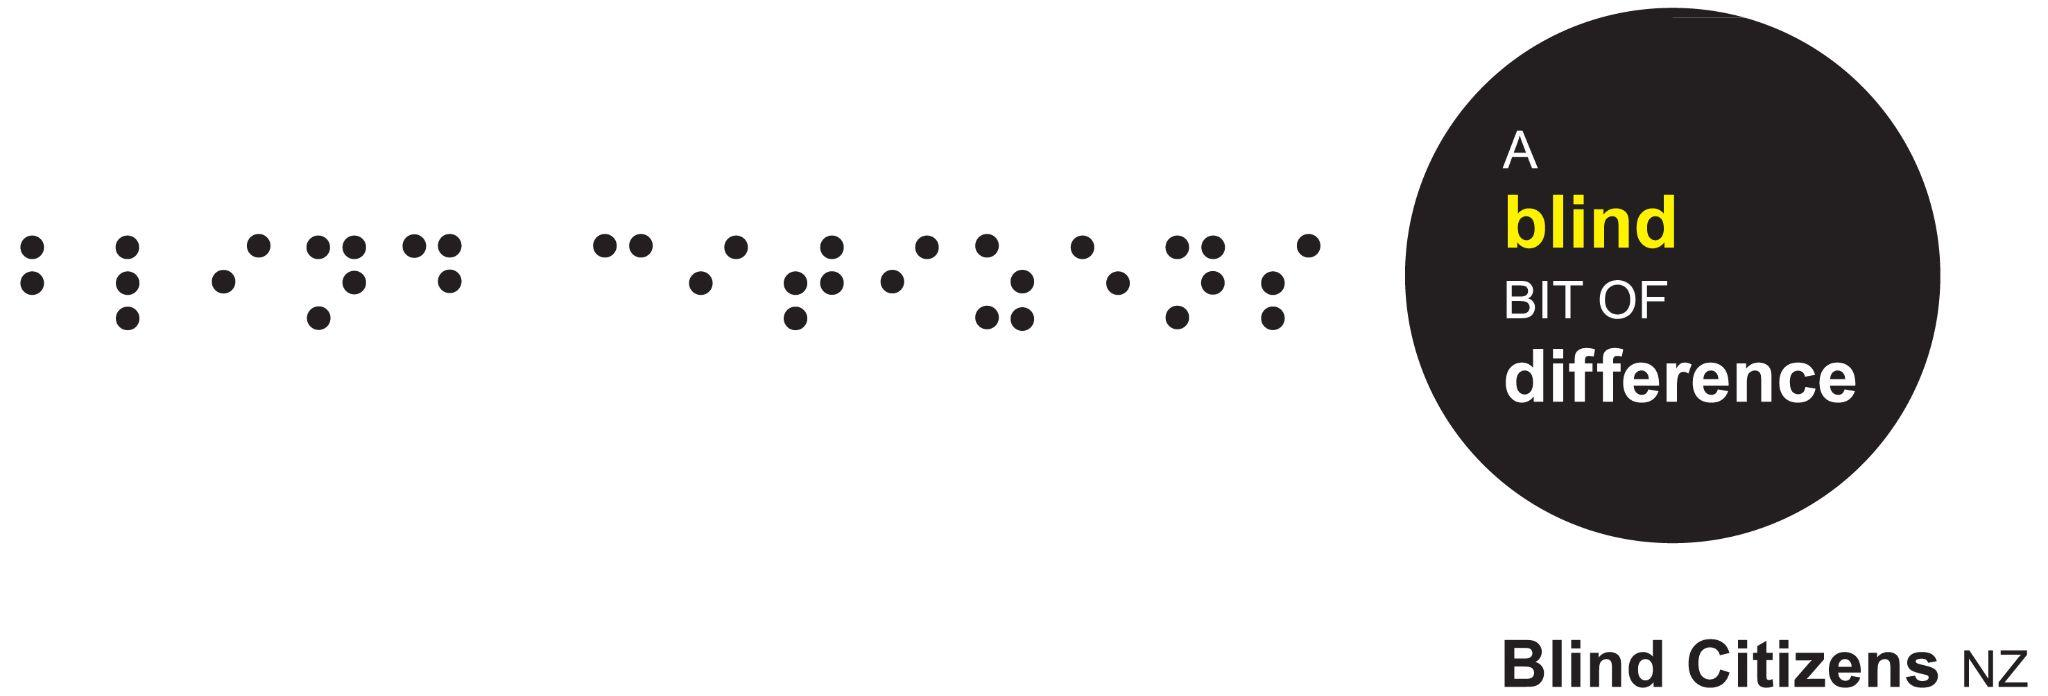 ⠃⠇⠊⠝⠙ ⠉⠊⠞⠊⠵⠑⠝⠎
A
blind
BIT OF
difference
Blind Citizens NZ